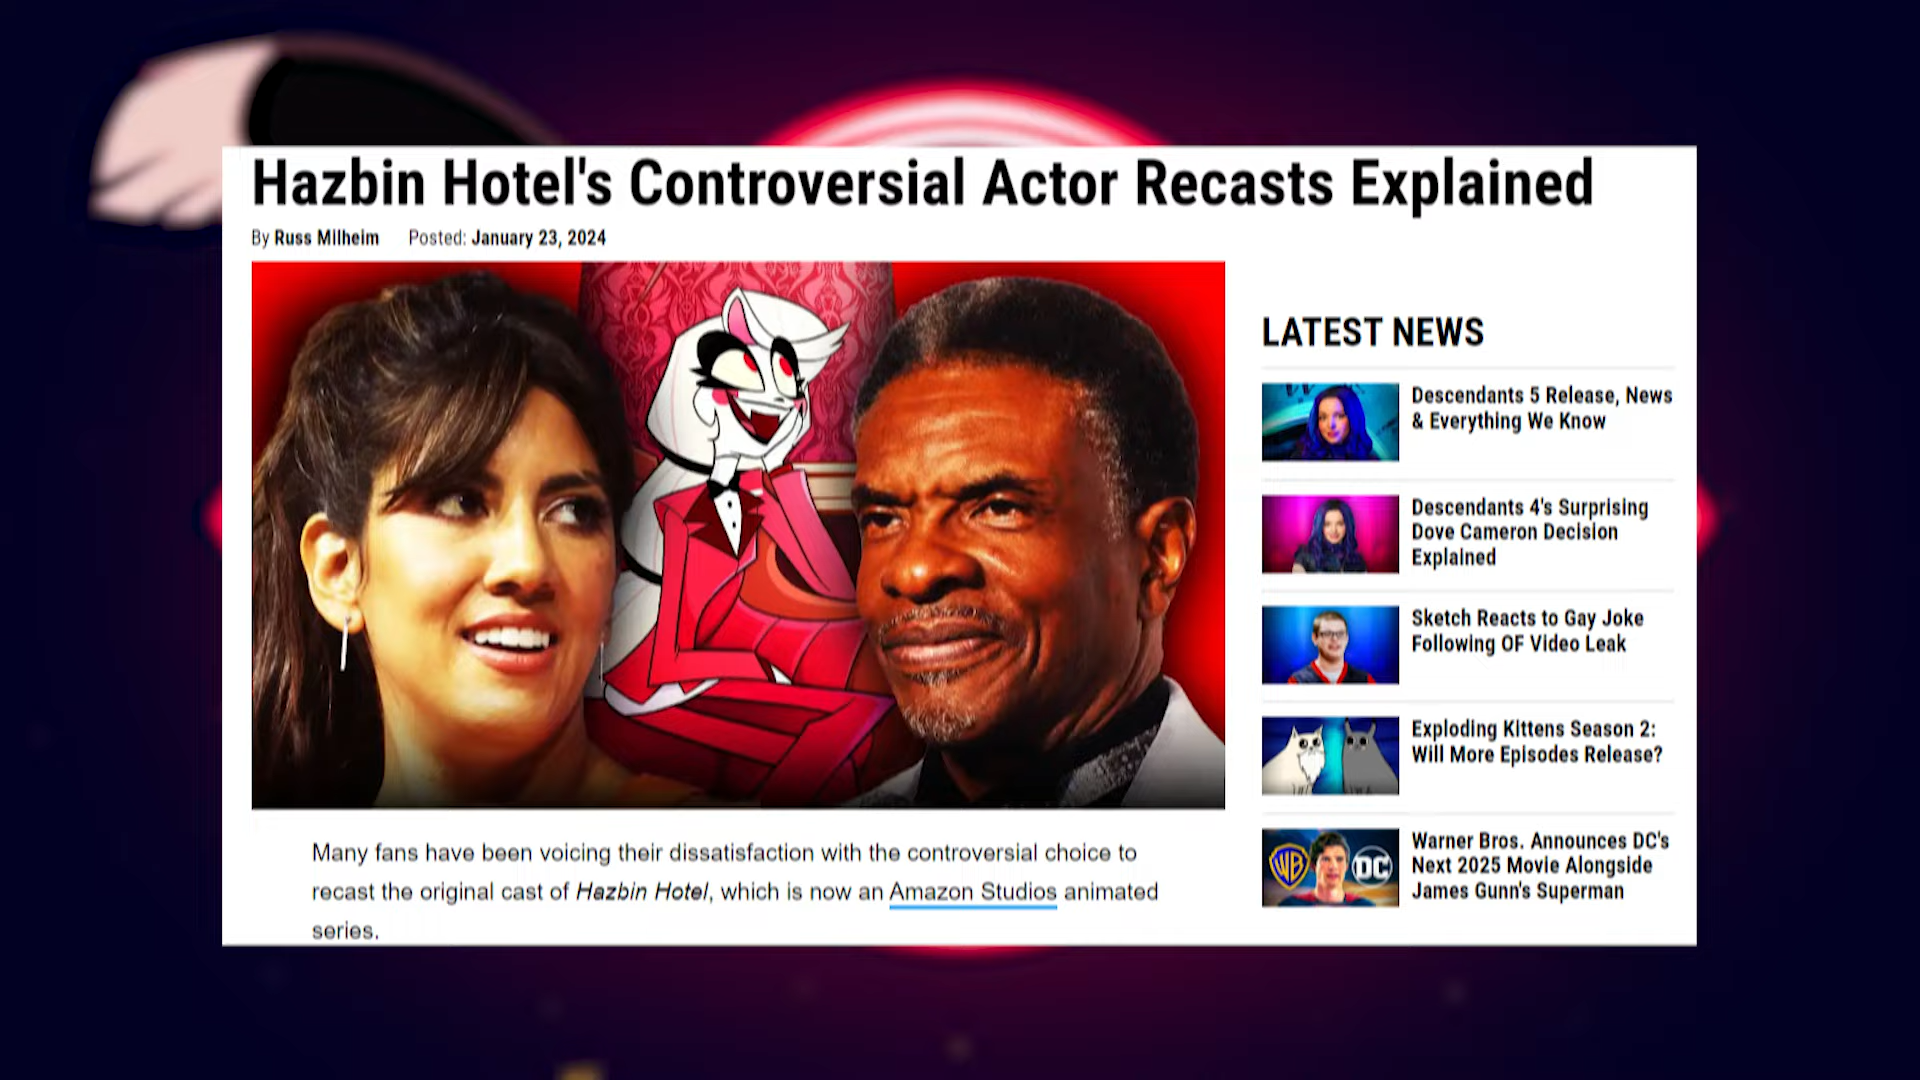 Hazbin Hotel's Controversial Actor Recasts Explained
By Russ Milheim Posted: January 23, 2024
Many fans have been voicing their dissatisfaction with the controversial choice to
recast the original cast of Hazbin Hotel, which is now an Amazon Studios animated
series.
LATEST NEWS
Descendants 5 Release, News
& Everything We Know
Descendants 4's Surprising
Dove Cameron Decision
Explained
Sketch Reacts to Gay Joke
Following OF Video Leak
Exploding Kittens Season 2:
Will More Episodes Release?
WB
DC
Warner Bros. Announces DC's
Next 2025 Movie Alongside
James Gunn's Superman